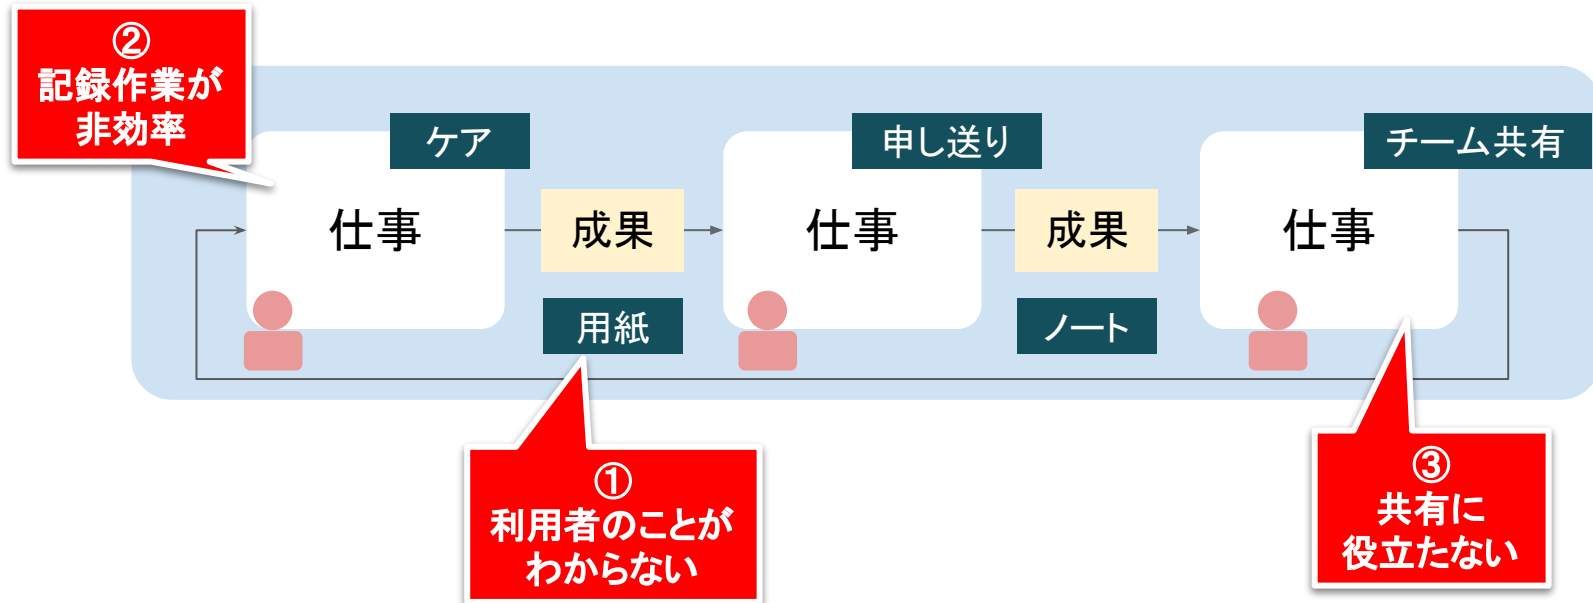 ②
記録作業が
非効率
ケア
申し送り
チーム共有
仕事
成果
仕事
成果
仕事
用紙
ノート
①
利用者のことが
わからない
③
共有に
役立たない